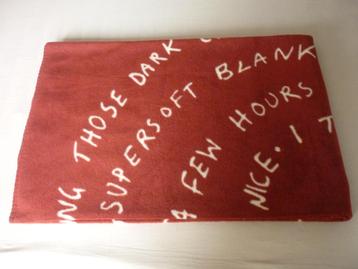 NG THOSE DARK
SUPERSOFT BLANK
A FEW HOURS
NICE. I T